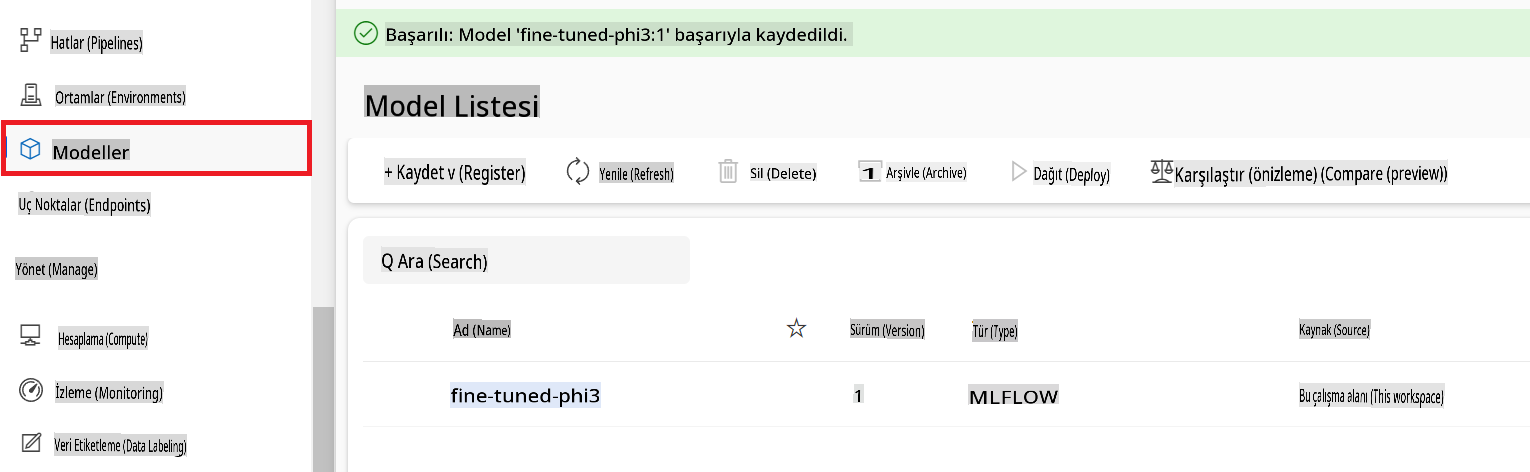 Hatlar (Pipelines)
Ortamlar (Environments)
Modeller
Uç Noktalar (Endpoints)
Yönet (Manage)
Hesaplama (Compute)
İzleme (Monitoring)
Veri Etiketleme (Data Labeling)
Başarılı: Model 'fine-tuned-phi3:1' başarıyla kaydedildi.
Model Listesi
+ Kaydet v (Register) Yenile (Refresh) Sil (Delete) 1 Arşivle (Archive) Dağıt (Deploy) Karşılaştır (önizleme) (Compare (preview))
Q Ara (Search)
Ad (Name) Sürüm (Version) Tür (Type) Kaynak (Source)
fine-tuned-phi3 1 MLFLOW Bu çalışma alanı (This workspace)